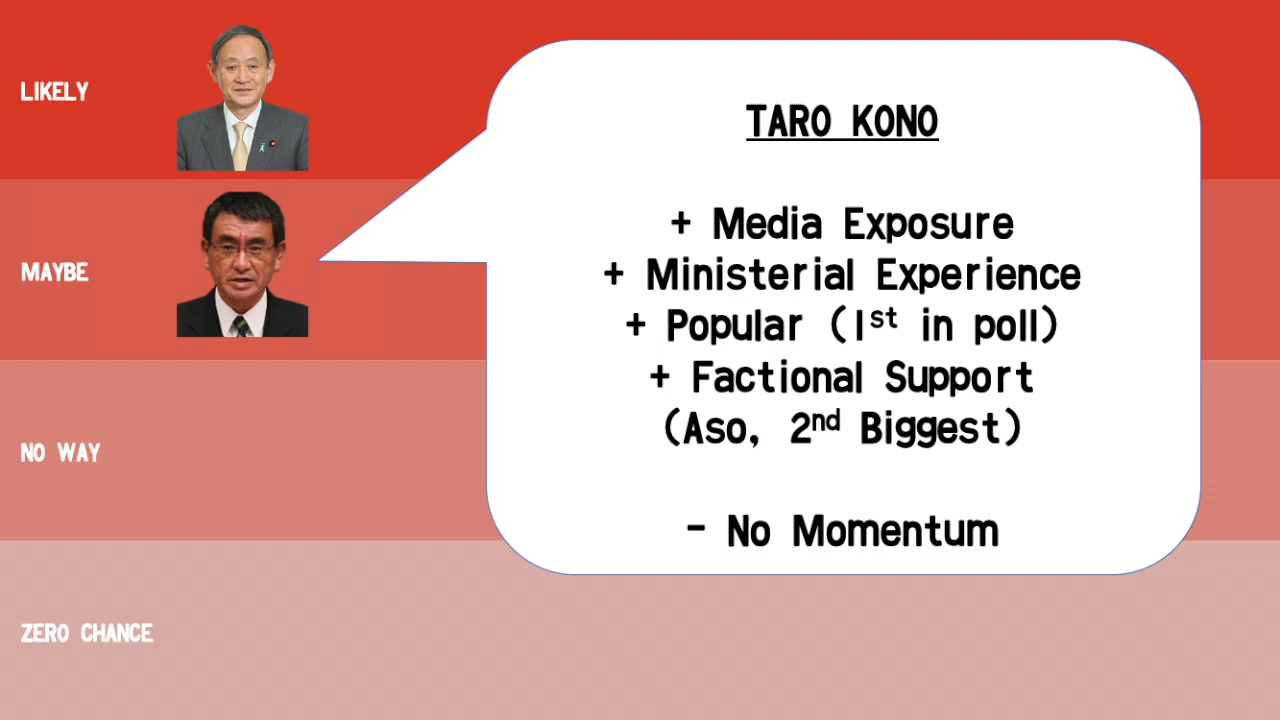 LIKELY
MAYBE
NO WAY
ZERO CHANCE
TARO KONO
+ Media Exposure
+ Ministerial Experience
+ Popular (1st in poll)
+ Factional Support
(Aso, 2nd Biggest)
- No Momentum